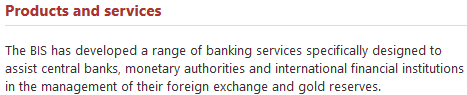 Products and services
The BIS has developed a range of banking services specifically designed to
assist central banks, monetary authorities and international financial institutions
in the management of their foreign exchange and gold reserves.